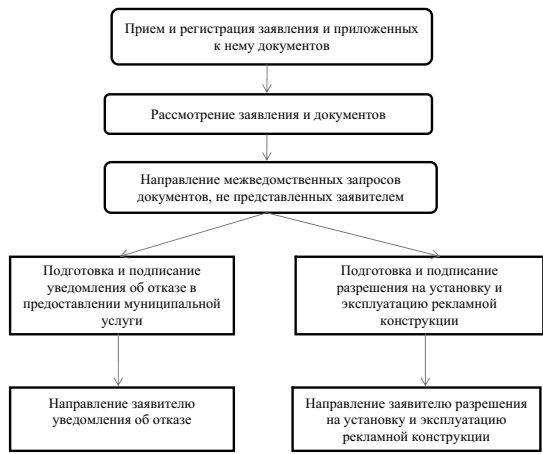 Прием и регистрация заявления и приложенных
к нему документов
Рассмотрение заявления и документов
Направление межведомственных запросов
документов, не представленных заявителем
Подготовка и подписание
уведомления об отказе в
предоставлении муниципальной
услуги
Подготовка и подписание
разрешения на установку и
эксплуатацию рекламной
конструкции
Направление заявителю
уведомления об отказе
Направление заявителю разрешения
на установку и эксплуатацию
рекламной конструкции